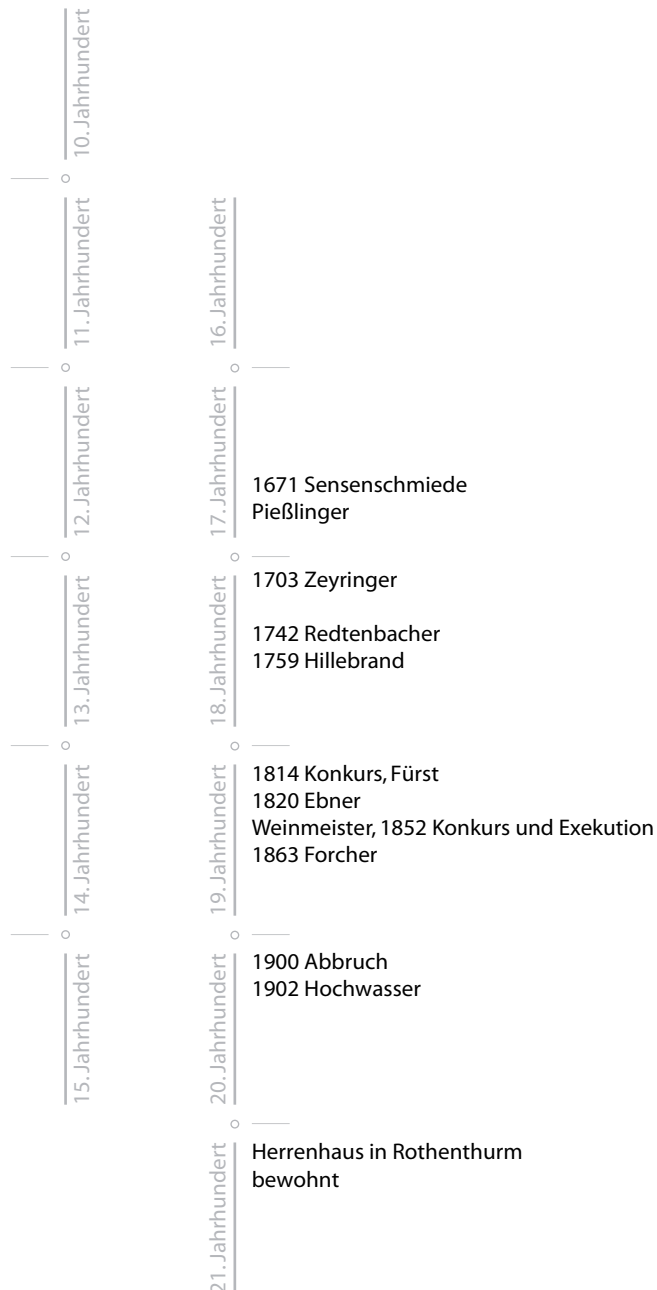 10. Jahrhundert
11. Jahrhundert
12. Jahrhundert
13. Jahrhundert
14. Jahrhundert
15. Jahrhundert
16. Jahrhundert
17. Jahrhundert
1671 Sensenschmiede
Pießlinger
18. Jahrhundert
1703 Zeyringer
1742 Redtenbacher
1759 Hillebrand
19. Jahrhundert
1814 Konkurs, Fürst
1820 Ebner
Weinmeister, 1852 Konkurs und Exekution
1863 Forcher
20. Jahrhundert
1900 Abbruch
1902 Hochwasser
21. Jahrhundert
Herrenhaus in Rothenthurm
bewohnt